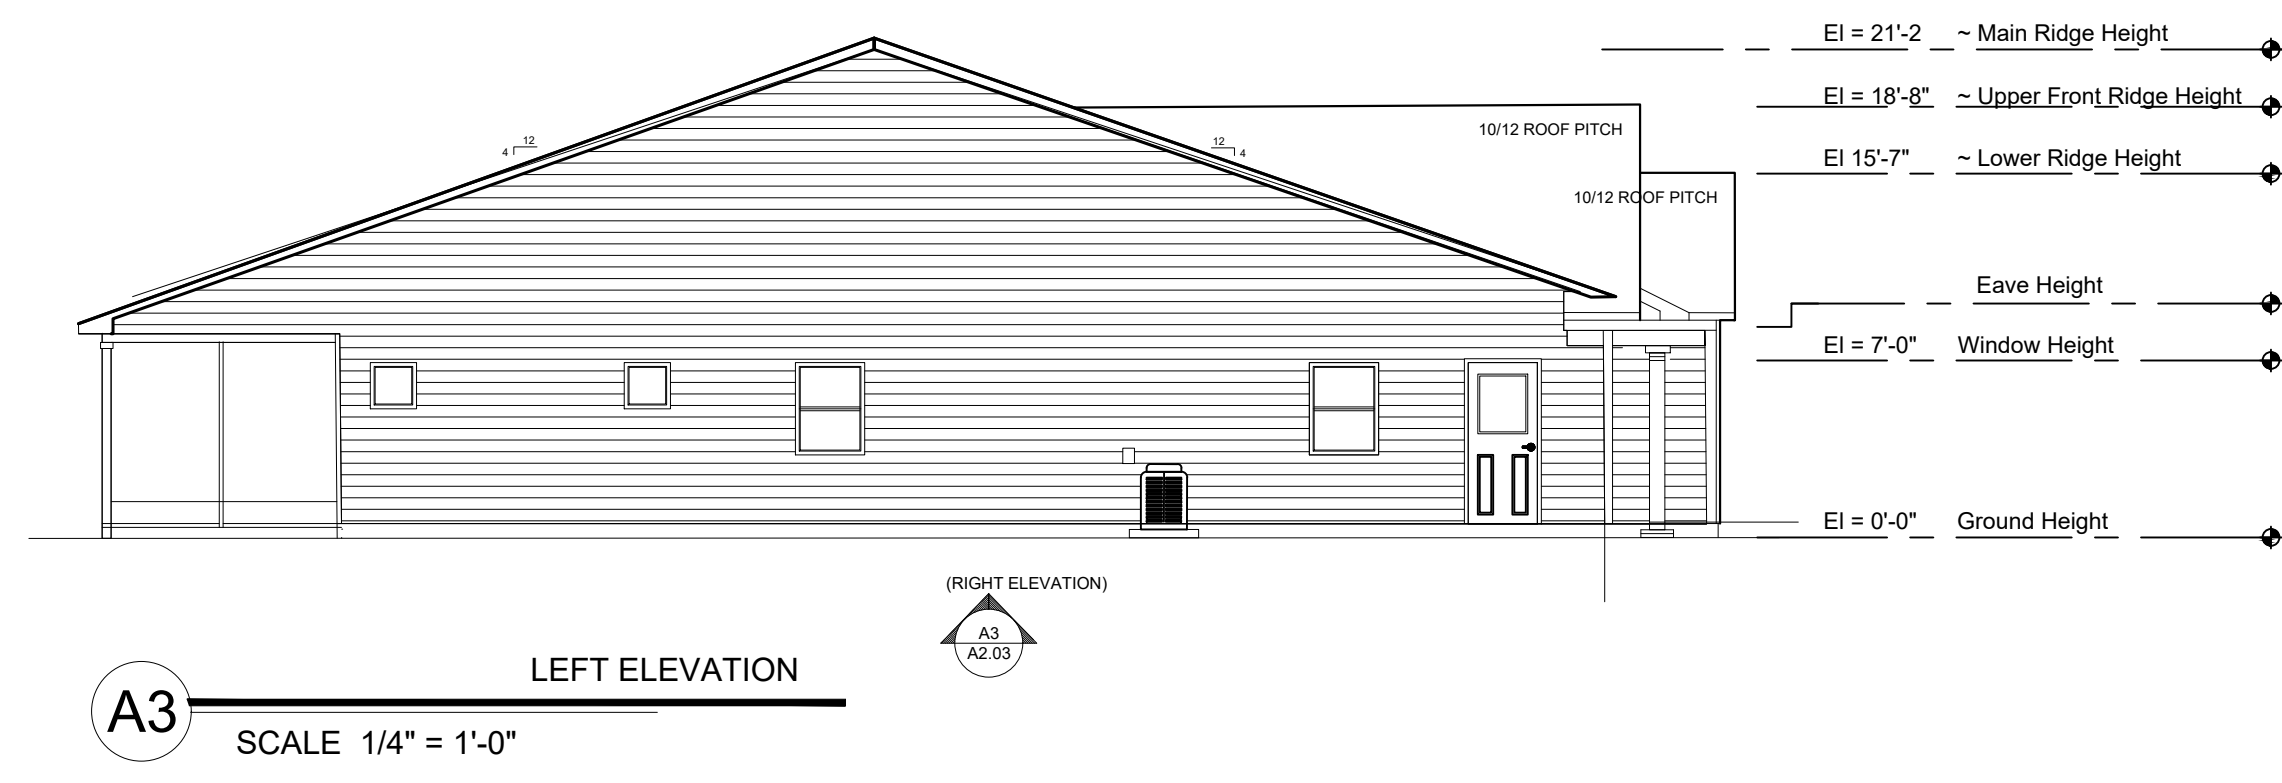 El = 21'-2 ~ Main Ridge Height
El = 18'-8" ~ Upper Front Ridge Height
10/12 ROOF PITCH
12
4
12
4
El 15'-7" ~ Lower Ridge Height
10/12 ROOF PITCH
Eave Height
El = 7'-0" Window Height
El = 0'-0" Ground Height
(RIGHT ELEVATION)
A3
A2.03
LEFT ELEVATION
A3
SCALE 1/4" = 1'-0"